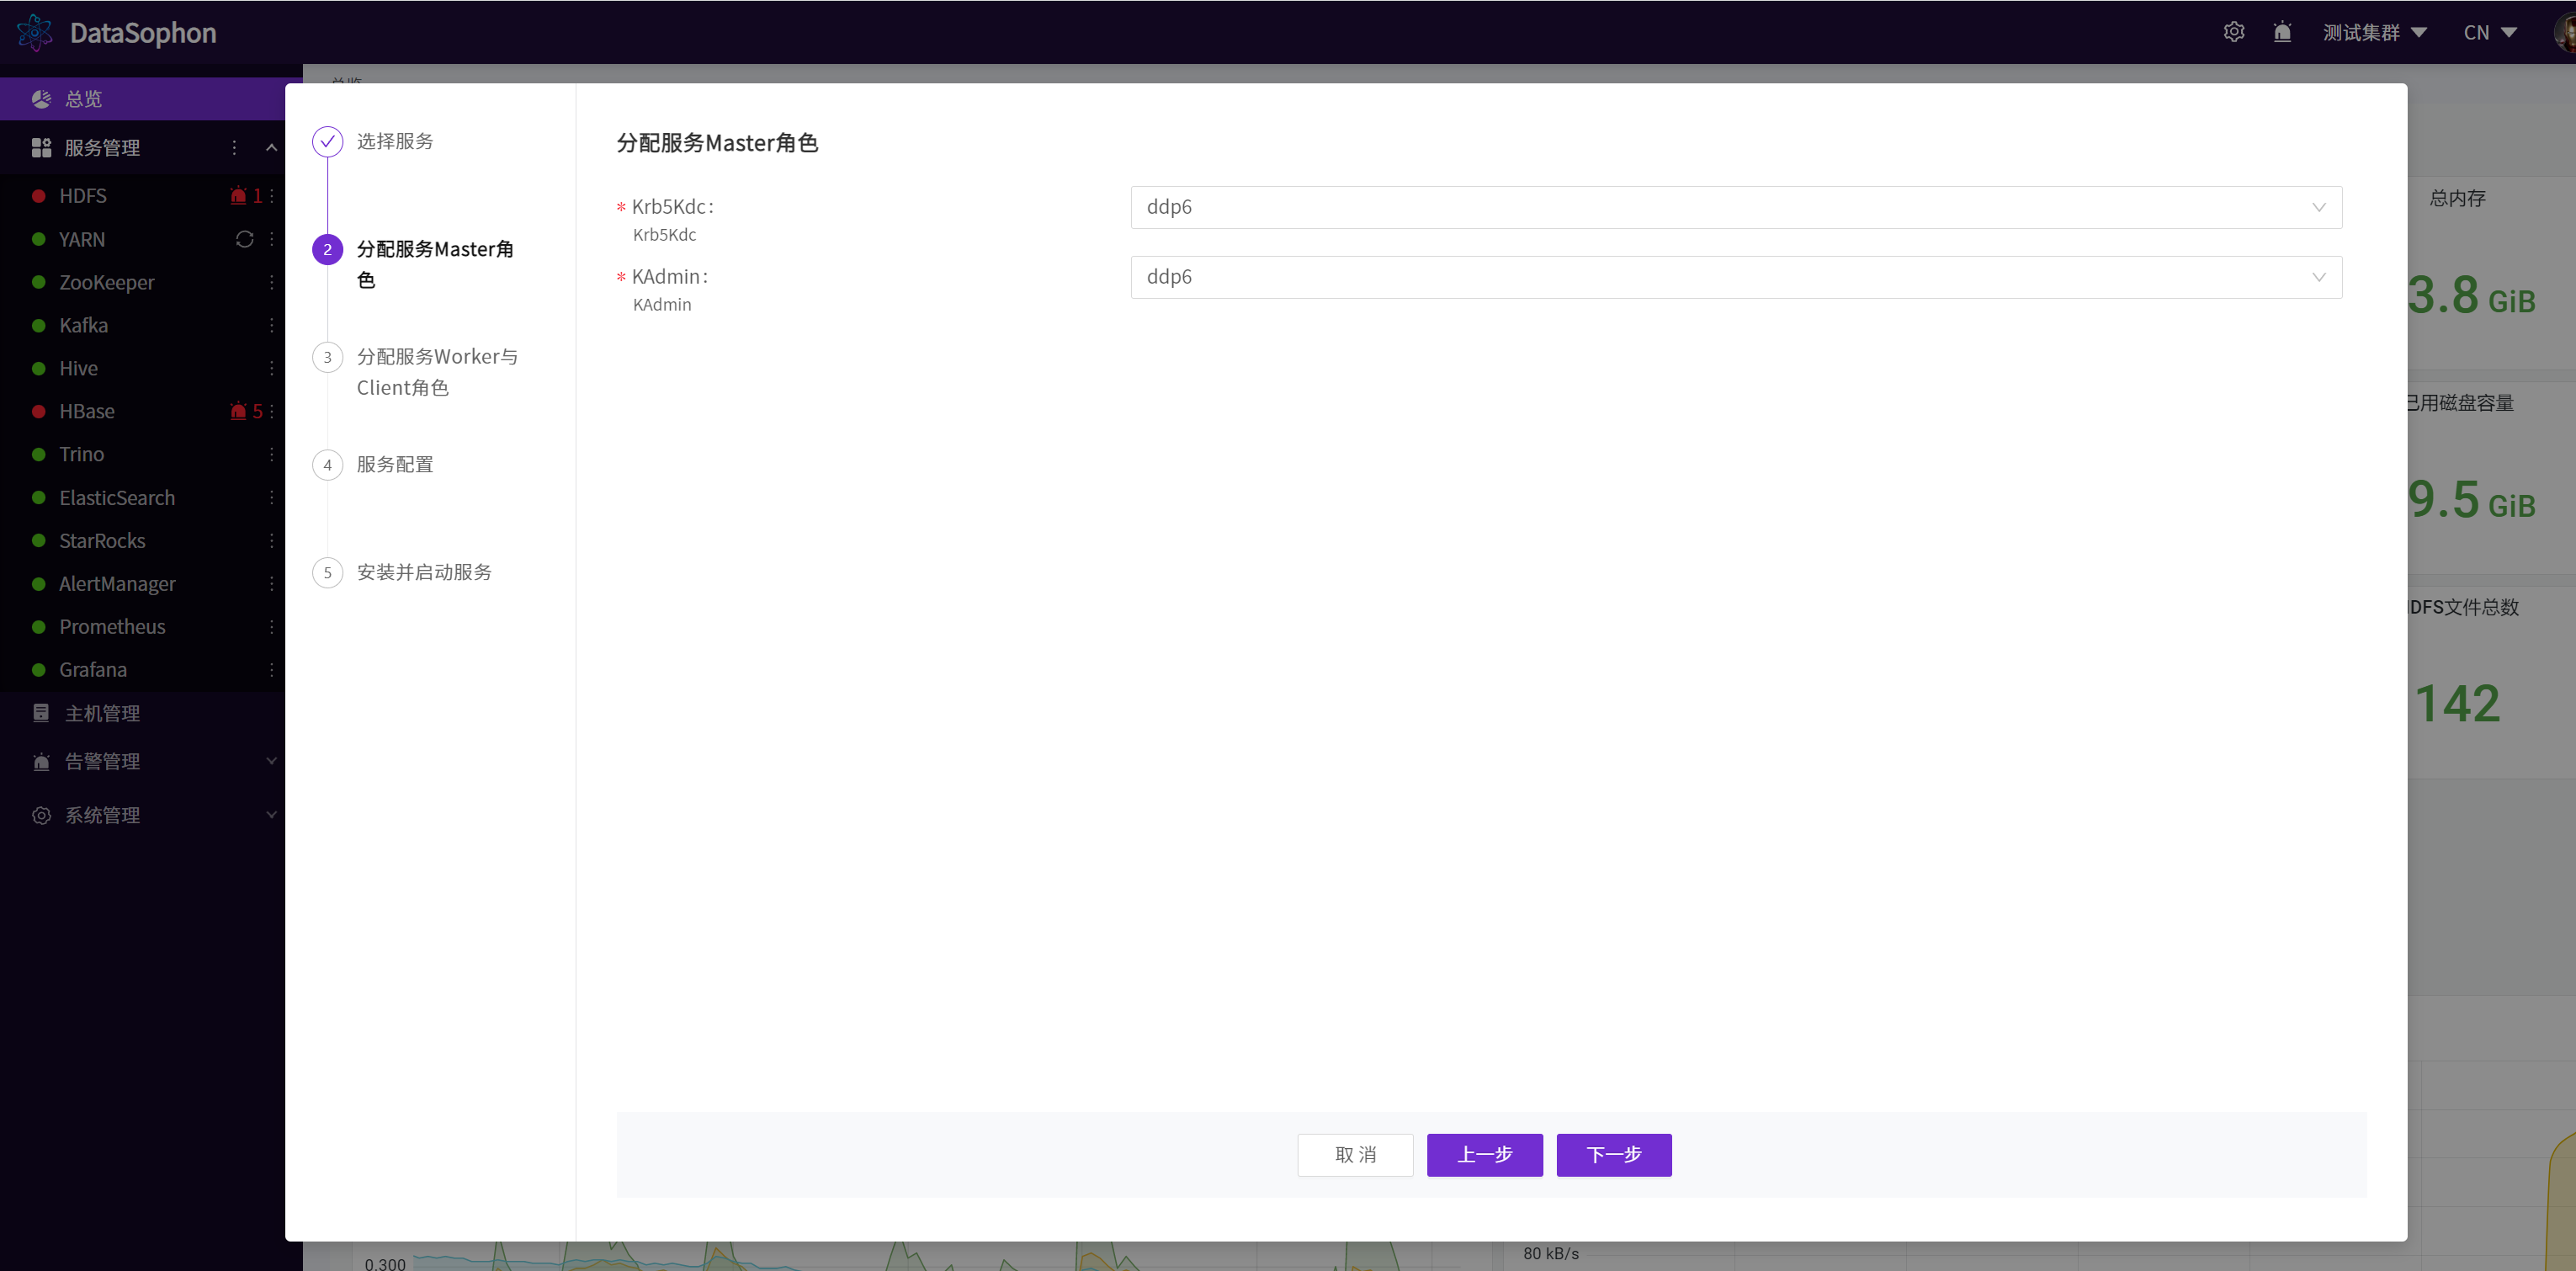 DataSophon
测试集群
CN
总览
服务管理
HDFS
1
YARN
ZooKeeper
Kafka
Hive
HBase
5
Trino
ElasticSearch
StarRocks
AlertManager
Prometheus
Grafana
主机管理
告警管理
系统管理
选择服务
2
分配服务Master角
色
3
分配服务Worker与
Client角色
4
服务配置
5
安装并启动服务
分配服务Master角色
* Krb5Kdc:
Krb5Kdc
ddp6
* KAdmin:
KAdmin
ddp6
取 消
上一步
下一步
总内存
3.8 GiB
已用磁盘容量
9.5 GiB
DFS文件总数
142
0.300
80 kB/s